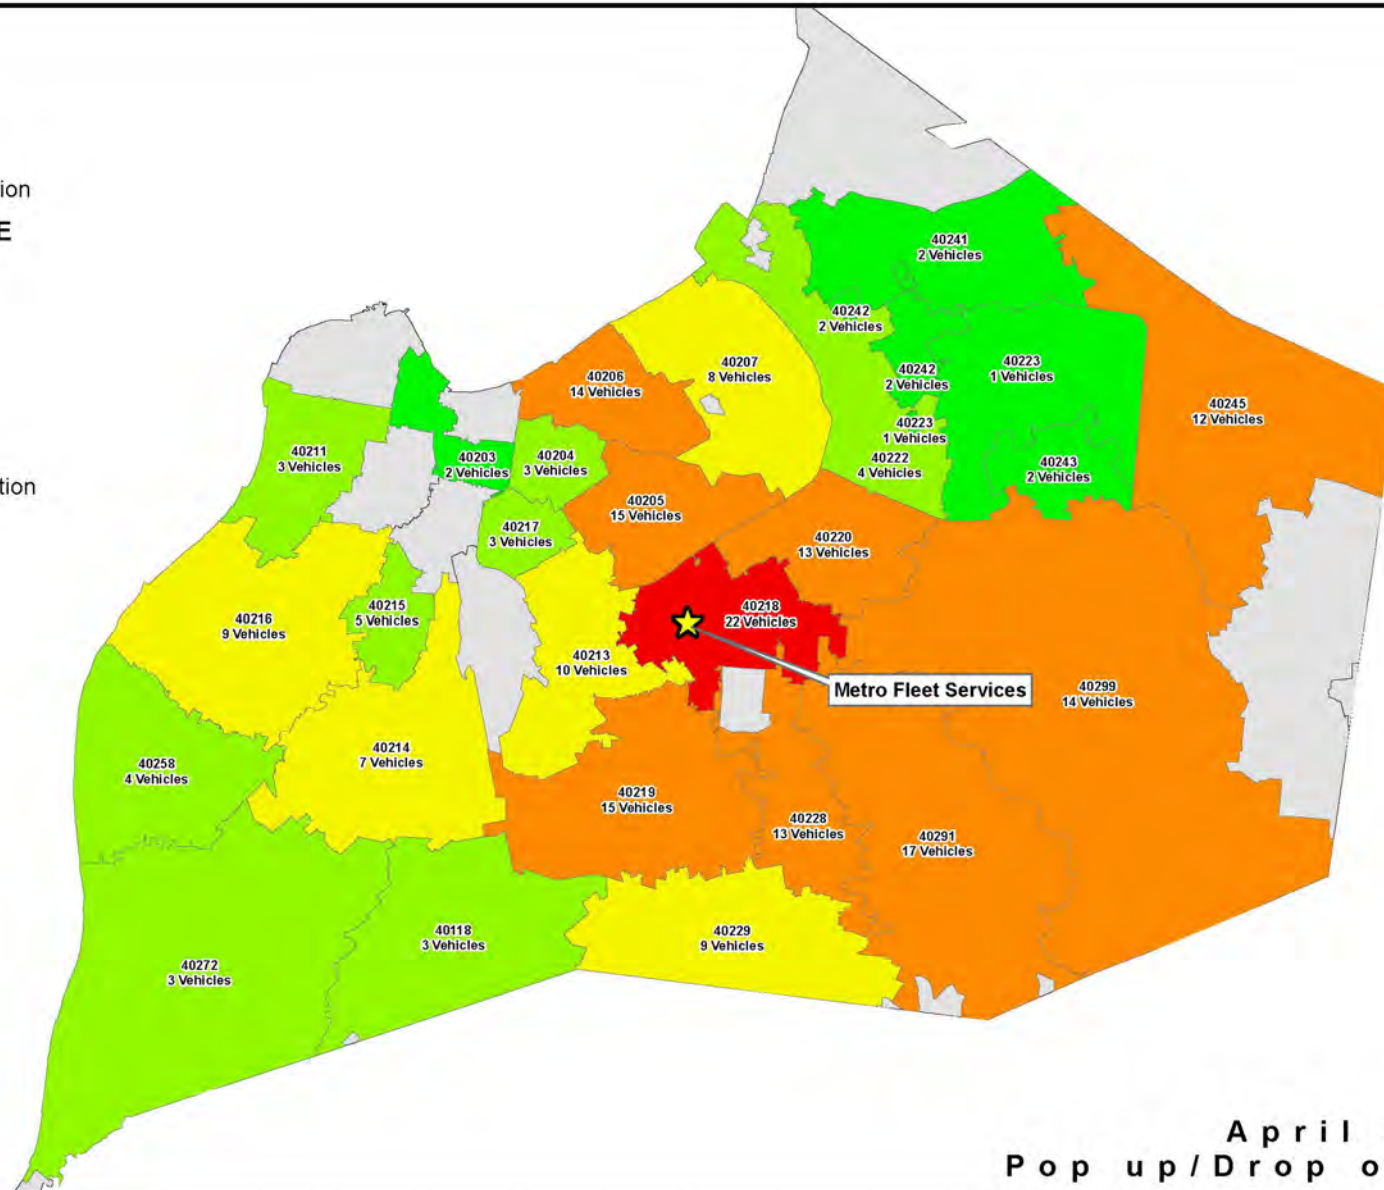 ion
E
tion
40241
2 Vehicles
40242
2 Vehicles
40207
8 Vehicles
40206
14 Vehicles
40242
2 Vehicles
40223
1 Vehicles
40245
12 Vehicles
40223
1 Vehicles
40211
3 Vehicles
40203
2 Vehicles
40204
3 Vehicles
40222
4 Vehicles
40243
2 Vehicles
40205
15 Vehicles
40217
3 Vehicles
40220
13 Vehicles
40215
5 Vehicles
40216
9 Vehicles
40218
22 Vehicles
40213
10 Vehicles
Metro Fleet Services
40299
14 Vehicles
40214
7 Vehicles
40258
4 Vehicles
40219
15 Vehicles
40228
13 Vehicles
40291
17 Vehicles
40118
3 Vehicles
40229
9 Vehicles
40272
3 Vehicles
April
Pop up/Drop o